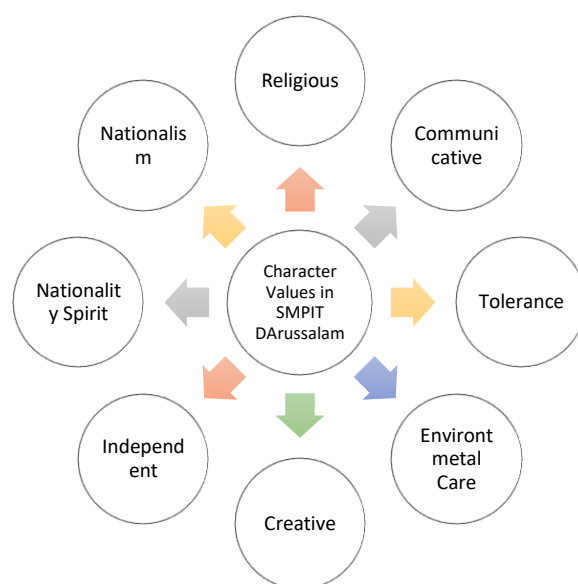 Religious
Communi
cative
Tolerance
Environt
metal
Care
Creative
Independ
ent
Nationalit
y Spirit
Nationalis
m
Character
Values in
SMPIT
DArussalam